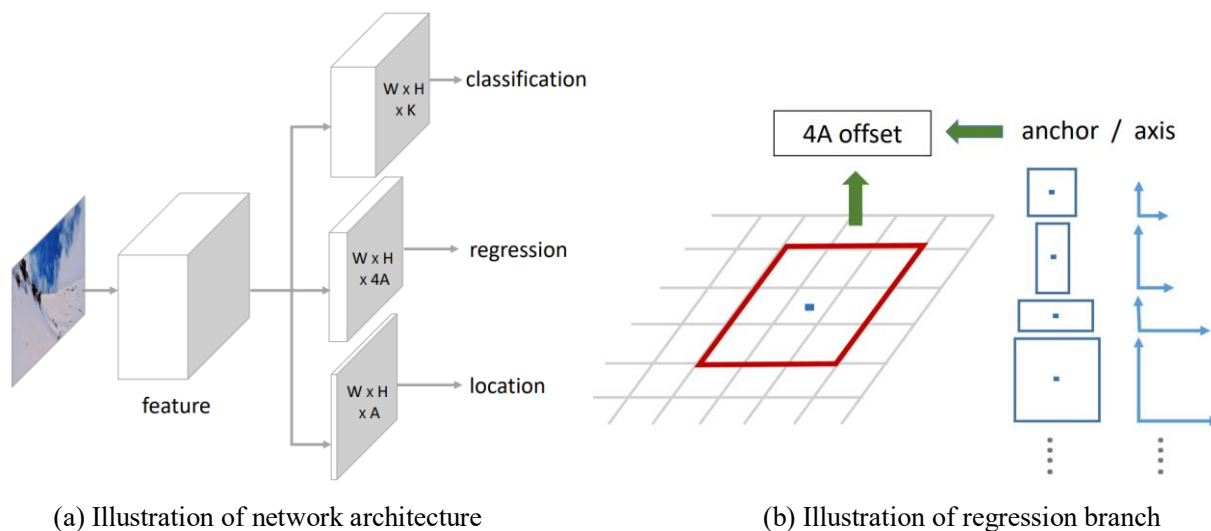 W x H
x K
classification
W x H
x 4A
regression
W x H
x A
location
feature
4A offset
anchor / axis
(a) Illustration of network architecture
(b) Illustration of regression branch